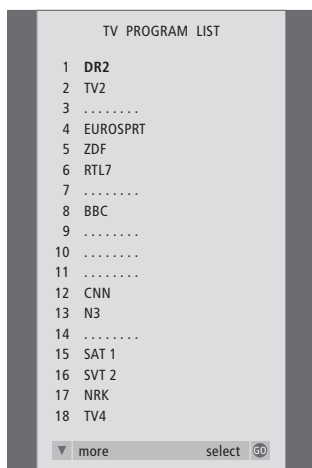 TV PROGRAM LIST
1 DR2
2 TV2
3 ........
4 EUROSPRT
5 ZDF
6 RTL7
7 ........
8 BBC
9 ........
10 ........
11 ........
12 CNN
13 N3
14 ........
15 SAT 1
16 SVT 2
17 NRK
18 TV4
▼ more select GO